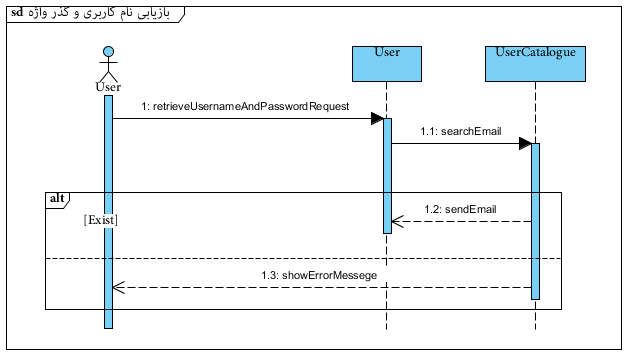 sd بازیابی نام کاربری و گذر واژه
User
User
UserCatalogue
1: retrieveUsernameAndPasswordRequest
1.1: searchEmail
alt
[Exist]
1.2: sendEmail
1.3: showErrorMessege